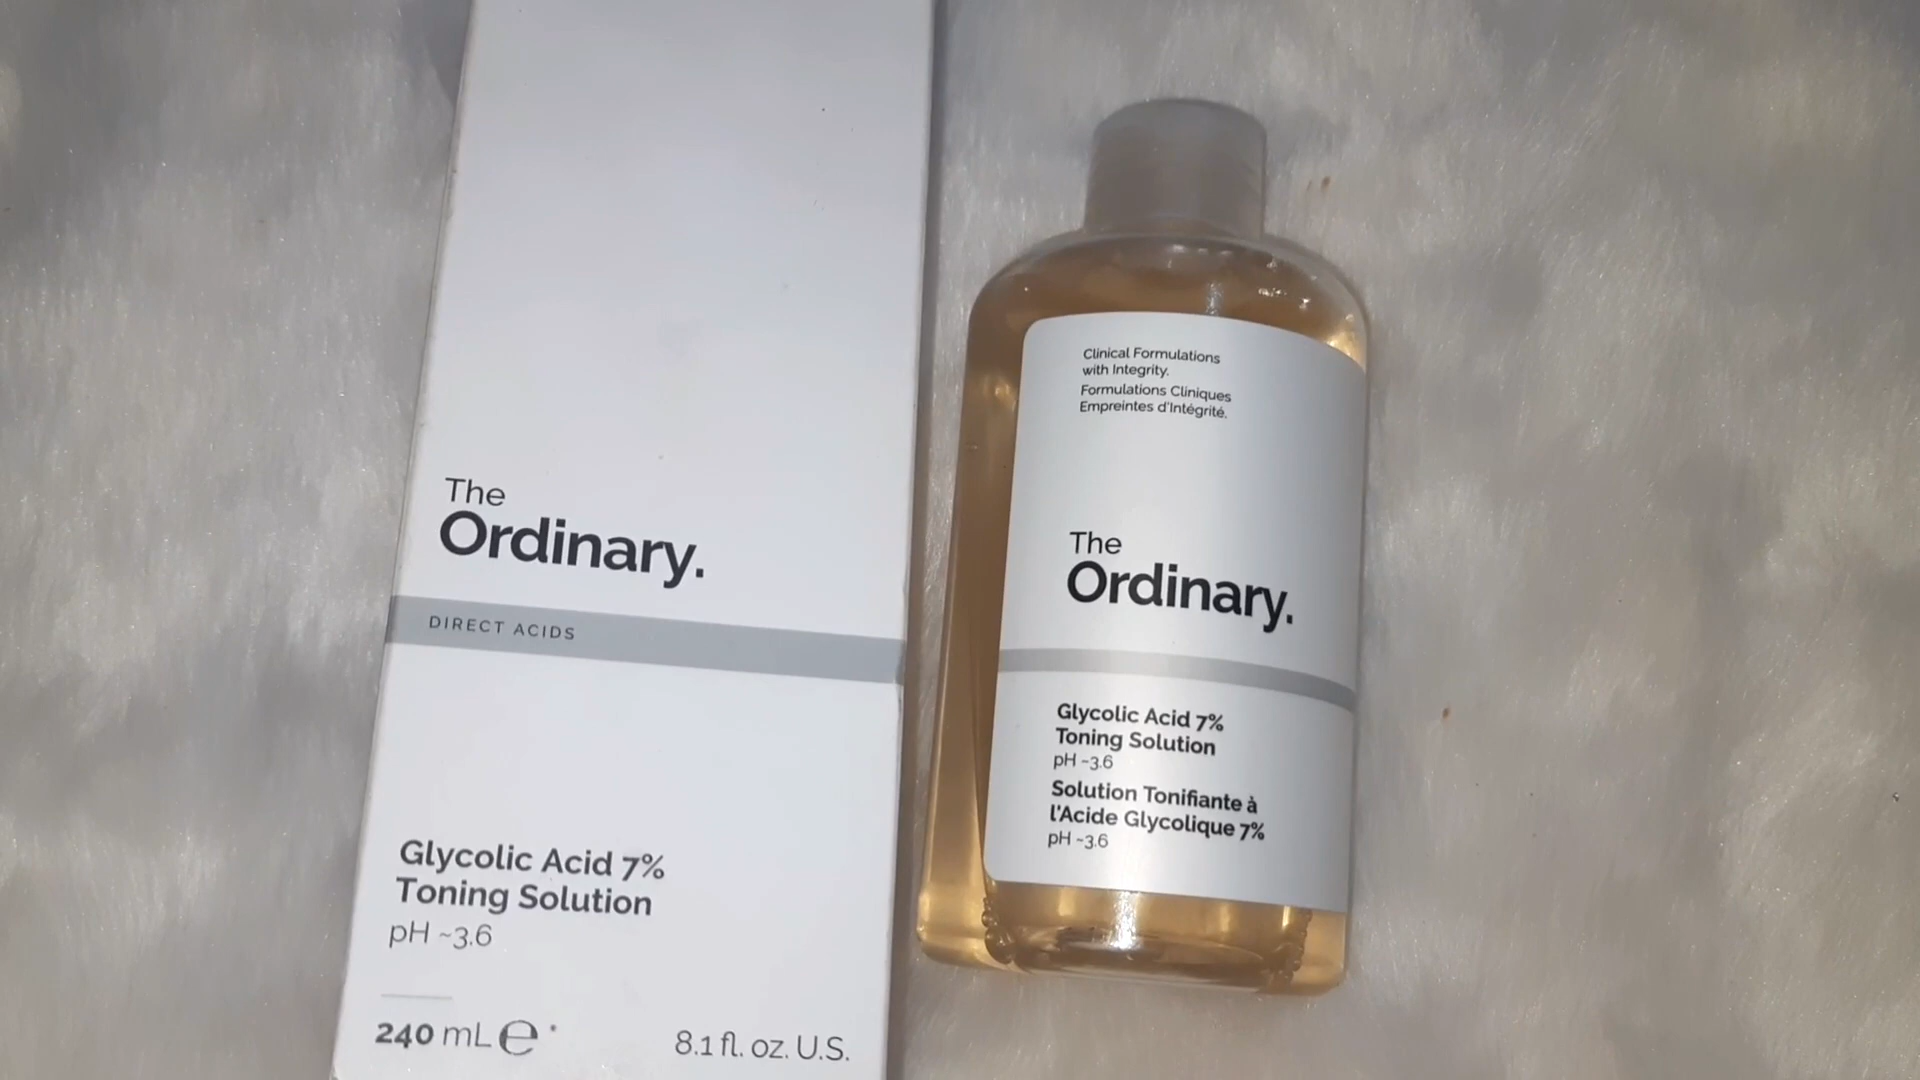 The
Ordinary.
DIRECT ACIDS
Glycolic Acid 7%
Toning Solution
pH ~3.6
240 mL ℮
8.1 fl. oz. U.S.
Clinical Formulations
with Integrity.
Formulations Cliniques
Empreintes d'Intégrité.
The
Ordinary.
Glycolic Acid 7%
Toning Solution
pH ~3.6
Solution Tonifiante à
l'Acide Glycolique 7%
pH ~3.6